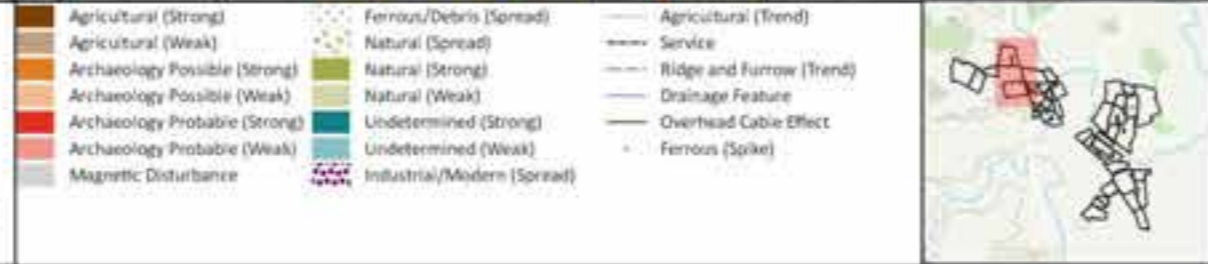 Agricultural (Strong)
Agricultural (Weak)
Archaeology Possible (Strong)
Archaeology Possible (Weak)
Archaeology Probable (Strong)
Archaeology Probable (Weak)
Magnetic Disturbance
Ferrous/Debris (Spread)
Natural (Spread)
Natural (Strong)
Natural (Weak)
Undetermined (Strong)
Undetermined (Weak)
Industrial/Modern (Spread)
Agricultural (Trend)
Service
Ridge and Furrow (Trend)
Drainage Feature
Overhead Cable Effect
Ferrous (Spike)